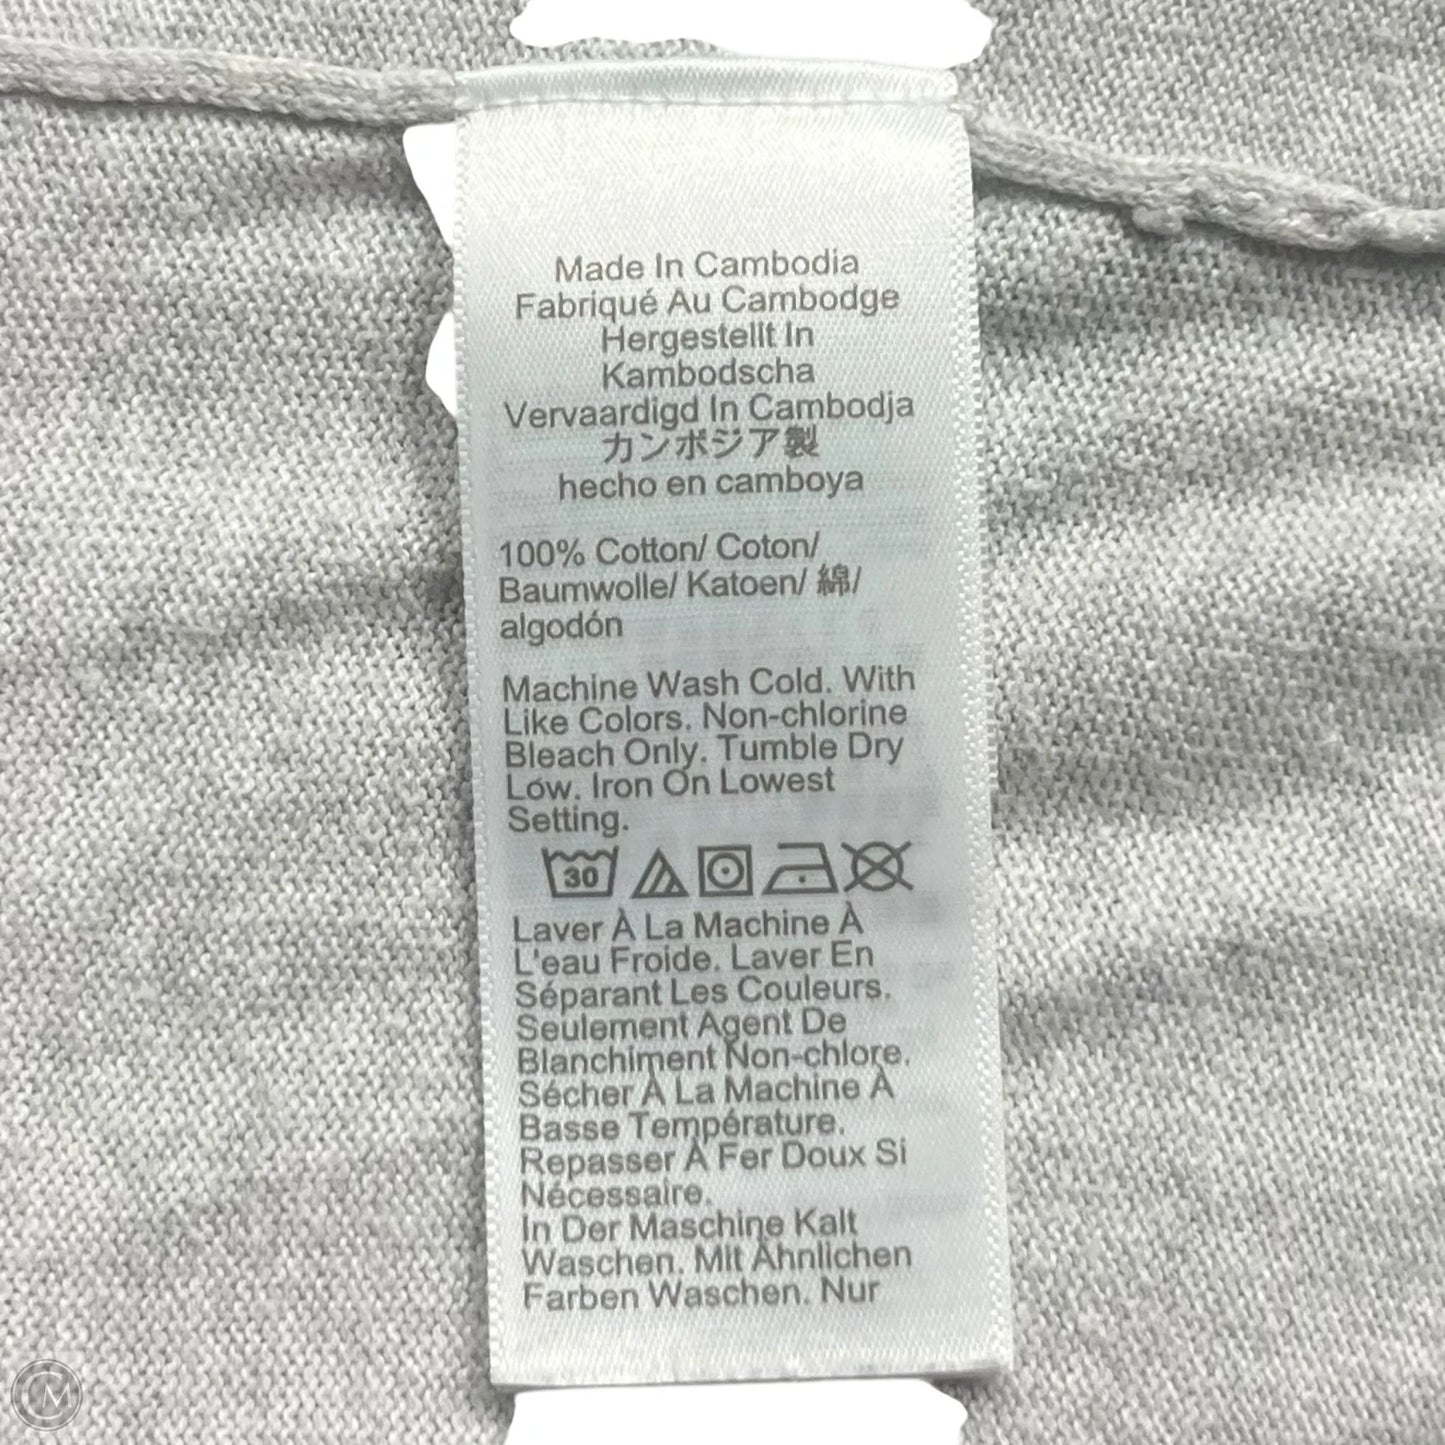 Made In Cambodia
Fabriqué Au Cambodge
Hergestellt In
Kambodscha
Vervaardigd In Cambodja
カンボジア製
hecho en camboya
100% Cotton/ Coton/
Baumwolle/ Katoen/ 綿/
algodón
Machine Wash Cold. With
Like Colors. Non-chlorine
Bleach Only. Tumble Dry
Low. Iron On Lowest
Setting.
30
Laver À La Machine À
L'eau Froide. Laver En
Séparant Les Couleurs.
Seulement Agent De
Blanchiment Non-chlore.
Sécher À La Machine À
Basse Température.
Repasser À Fer Doux Si
Nécessaire.
In Der Maschine Kalt
Waschen. Mit Ähnlichen
Farben Waschen. Nur
CM